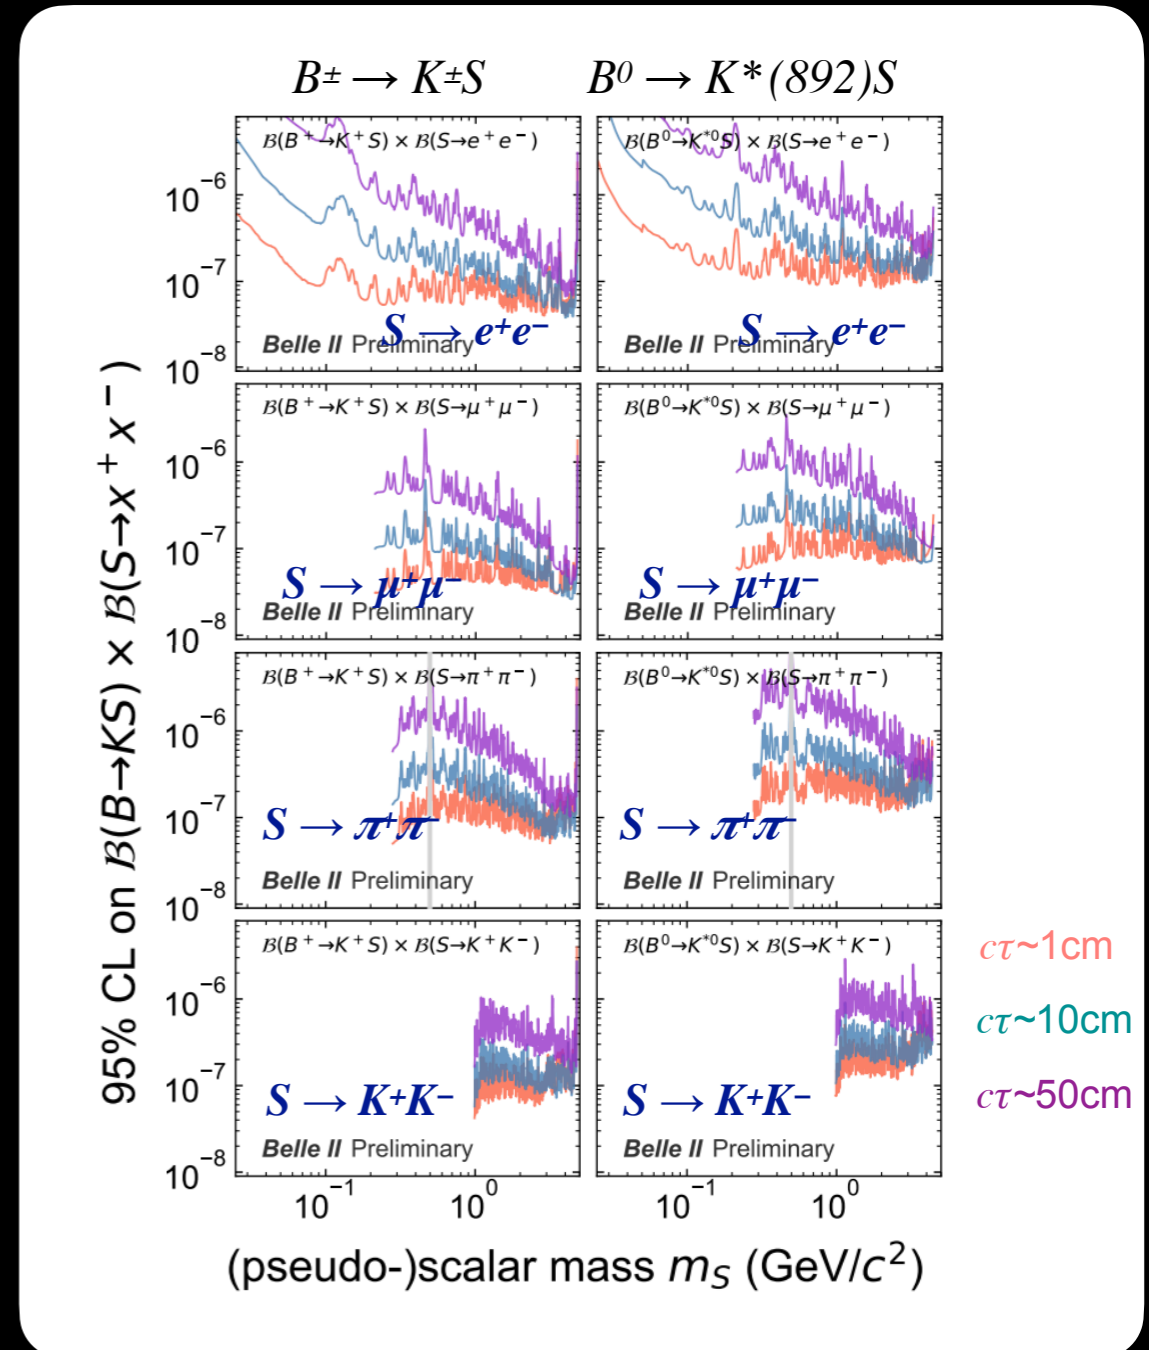 B± → K±S B⁰ → K*(892)S
𝓑(B⁺→K⁺S) × 𝓑(S→e⁺e⁻) 𝓑(B⁰→K*⁰S) × 𝓑(S→e⁺e⁻)
10⁻⁶
10⁻⁷
S → e⁺e⁻ S → e⁺e⁻
Belle II Preliminary Belle II Preliminary
10⁻⁸
𝓑(B⁺→K⁺S) × 𝓑(S→μ⁺μ⁻) 𝓑(B⁰→K*⁰S) × 𝓑(S→μ⁺μ⁻)
10⁻⁶
10⁻⁷
S → μ⁺μ⁻ S → μ⁺μ⁻
Belle II Preliminary Belle II Preliminary
10⁻⁸
𝓑(B⁺→K⁺S) × 𝓑(S→π⁺π⁻) 𝓑(B⁰→K*⁰S) × 𝓑(S→π⁺π⁻)
10⁻⁶
10⁻⁷
S → π⁺π⁻ S → π⁺π⁻
Belle II Preliminary Belle II Preliminary
10⁻⁸
𝓑(B⁺→K⁺S) × 𝓑(S→K⁺K⁻) 𝓑(B⁰→K*⁰S) × 𝓑(S→K⁺K⁻)
10⁻⁶
10⁻⁷
S → K⁺K⁻ S → K⁺K⁻
Belle II Preliminary Belle II Preliminary
10⁻⁸
10⁻¹ 10⁰ 10⁻¹ 10⁰
(pseudo-)scalar mass m_S (GeV/c²)
95% CL on 𝓑(B→KS) × 𝓑(S→x⁺x⁻)
cτ~1cm
cτ~10cm
cτ~50cm